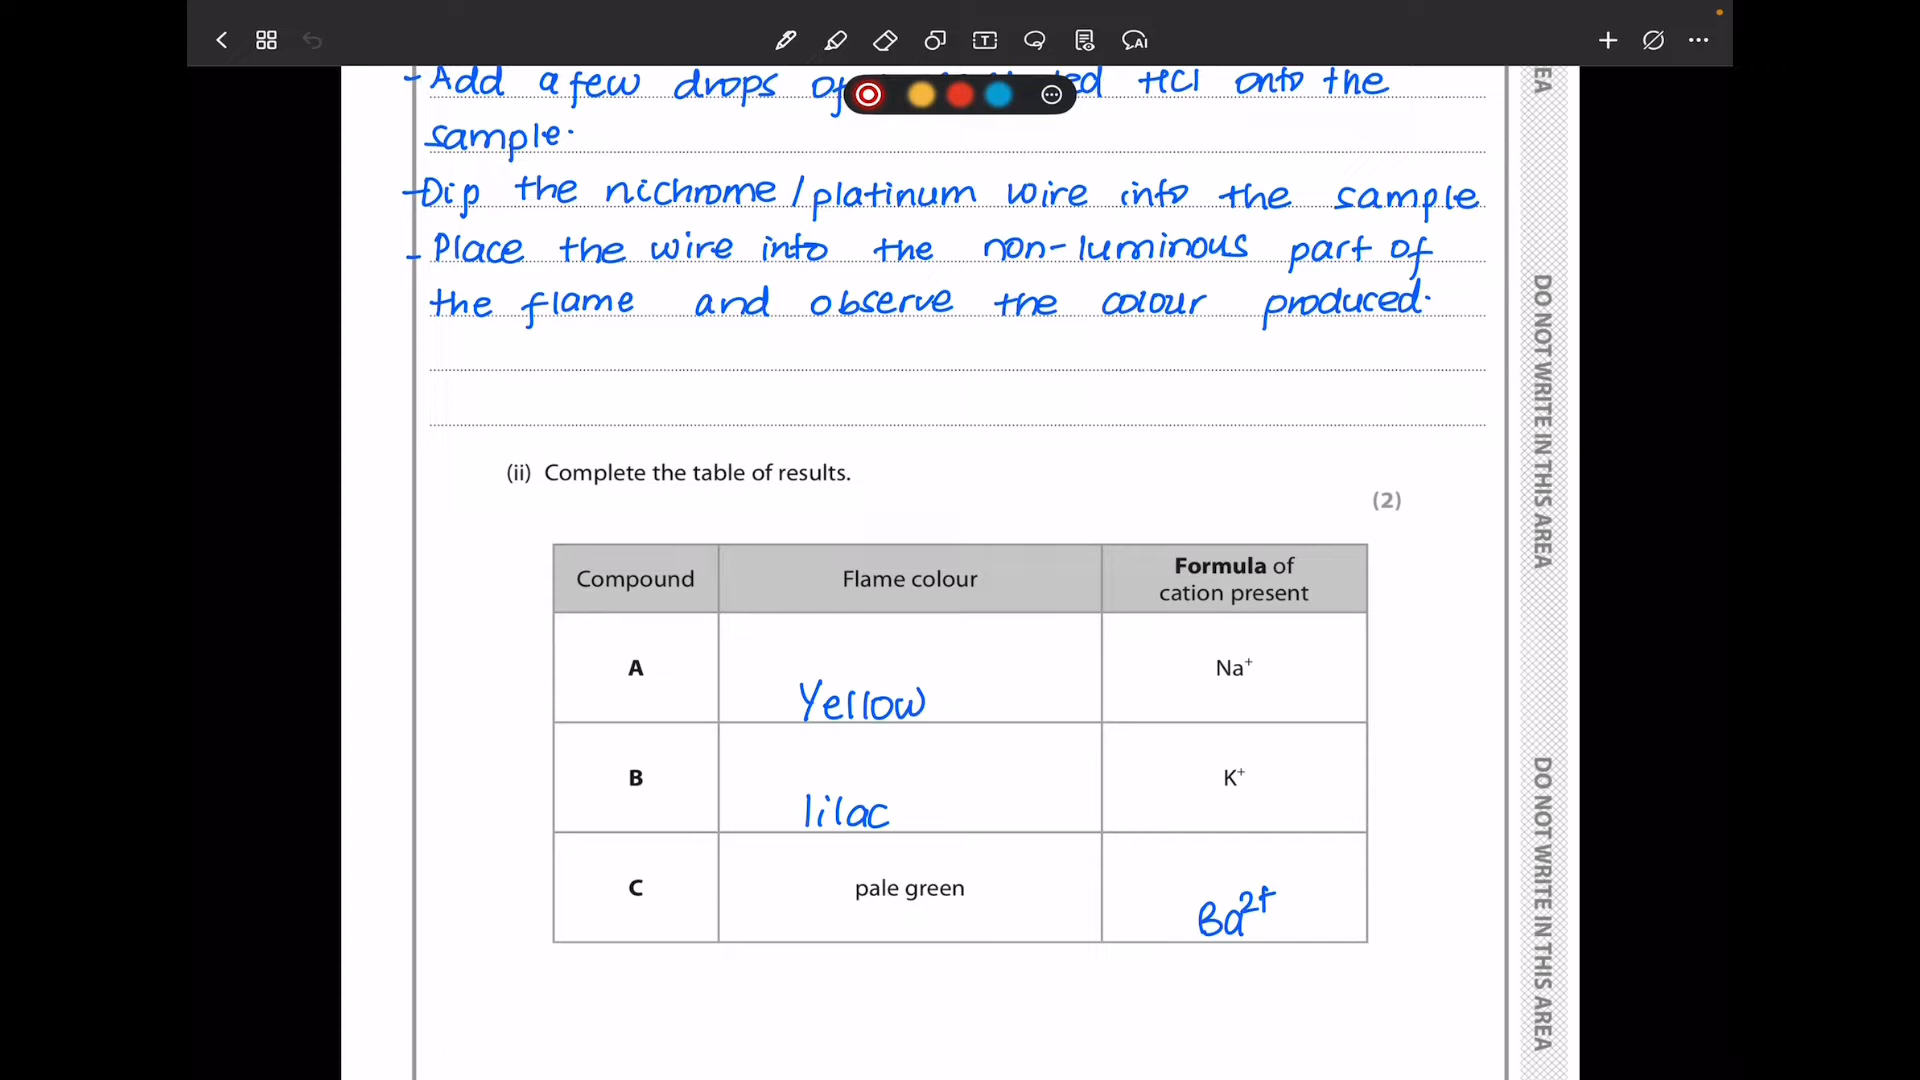 AI
- Add a few drops of ed HCl onto the
sample.
- Dip the nichrome/platinum wire into the sample
- Place the wire into the non-luminous part of
the flame and observe the colour produced.
(ii) Complete the table of results.
(2)
Compound Flame colour Formula of
cation present
A Yellow Na⁺
B lilac K⁺
C pale green Ba²⁺
EA
DO NOT WRITE IN THIS AREA
DO NOT WRITE IN THIS AREA